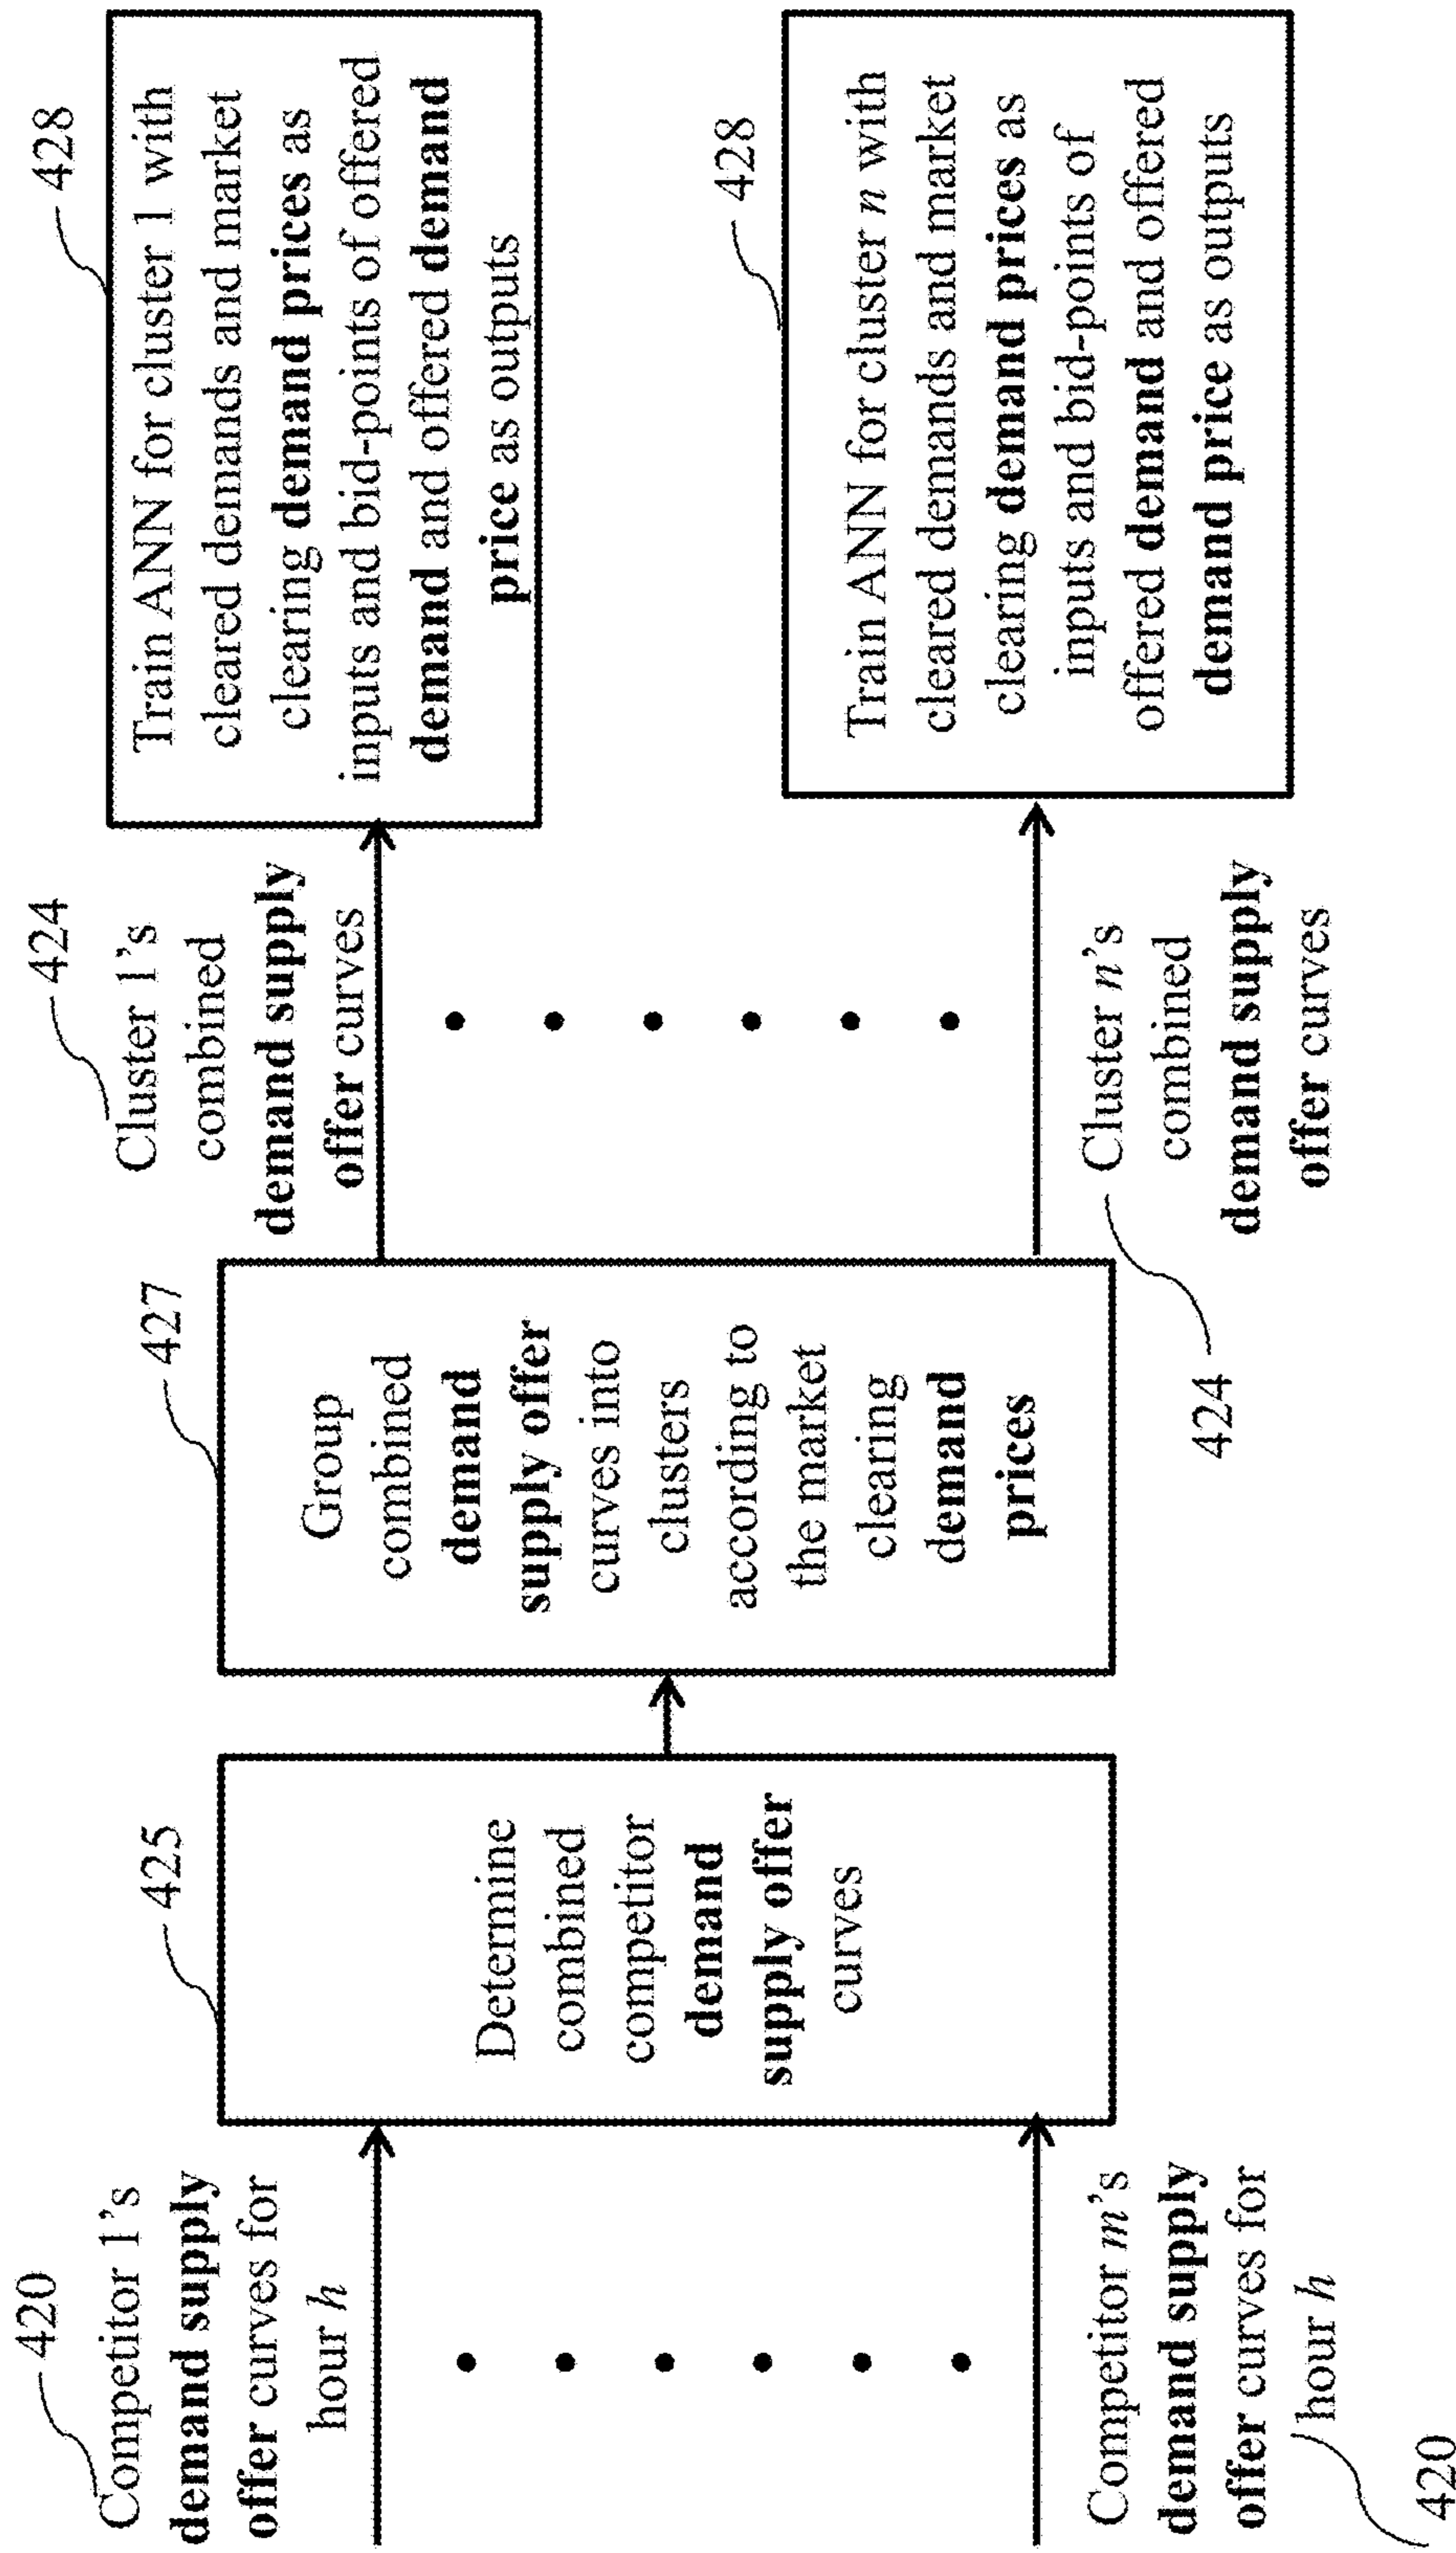 420
Competitor 1's
demand supply
offer curves for
hour h
Competitor m's
demand supply
offer curves for
hour h
420
425
Determine
combined
competitor
demand
supply offer
curves
427
Group
combined
demand
supply offer
curves into
clusters
according to
the market
clearing
demand
prices
424
Cluster 1's
combined
demand supply
offer curves
Cluster n's
combined
demand supply
offer curves
424
428
Train ANN for cluster 1 with
cleared demands and market
clearing demand prices as
inputs and bid-points of offered
demand and offered demand
price as outputs
428
Train ANN for cluster n with
cleared demands and market
clearing demand prices as
inputs and bid-points of
offered demand and offered
demand price as outputs